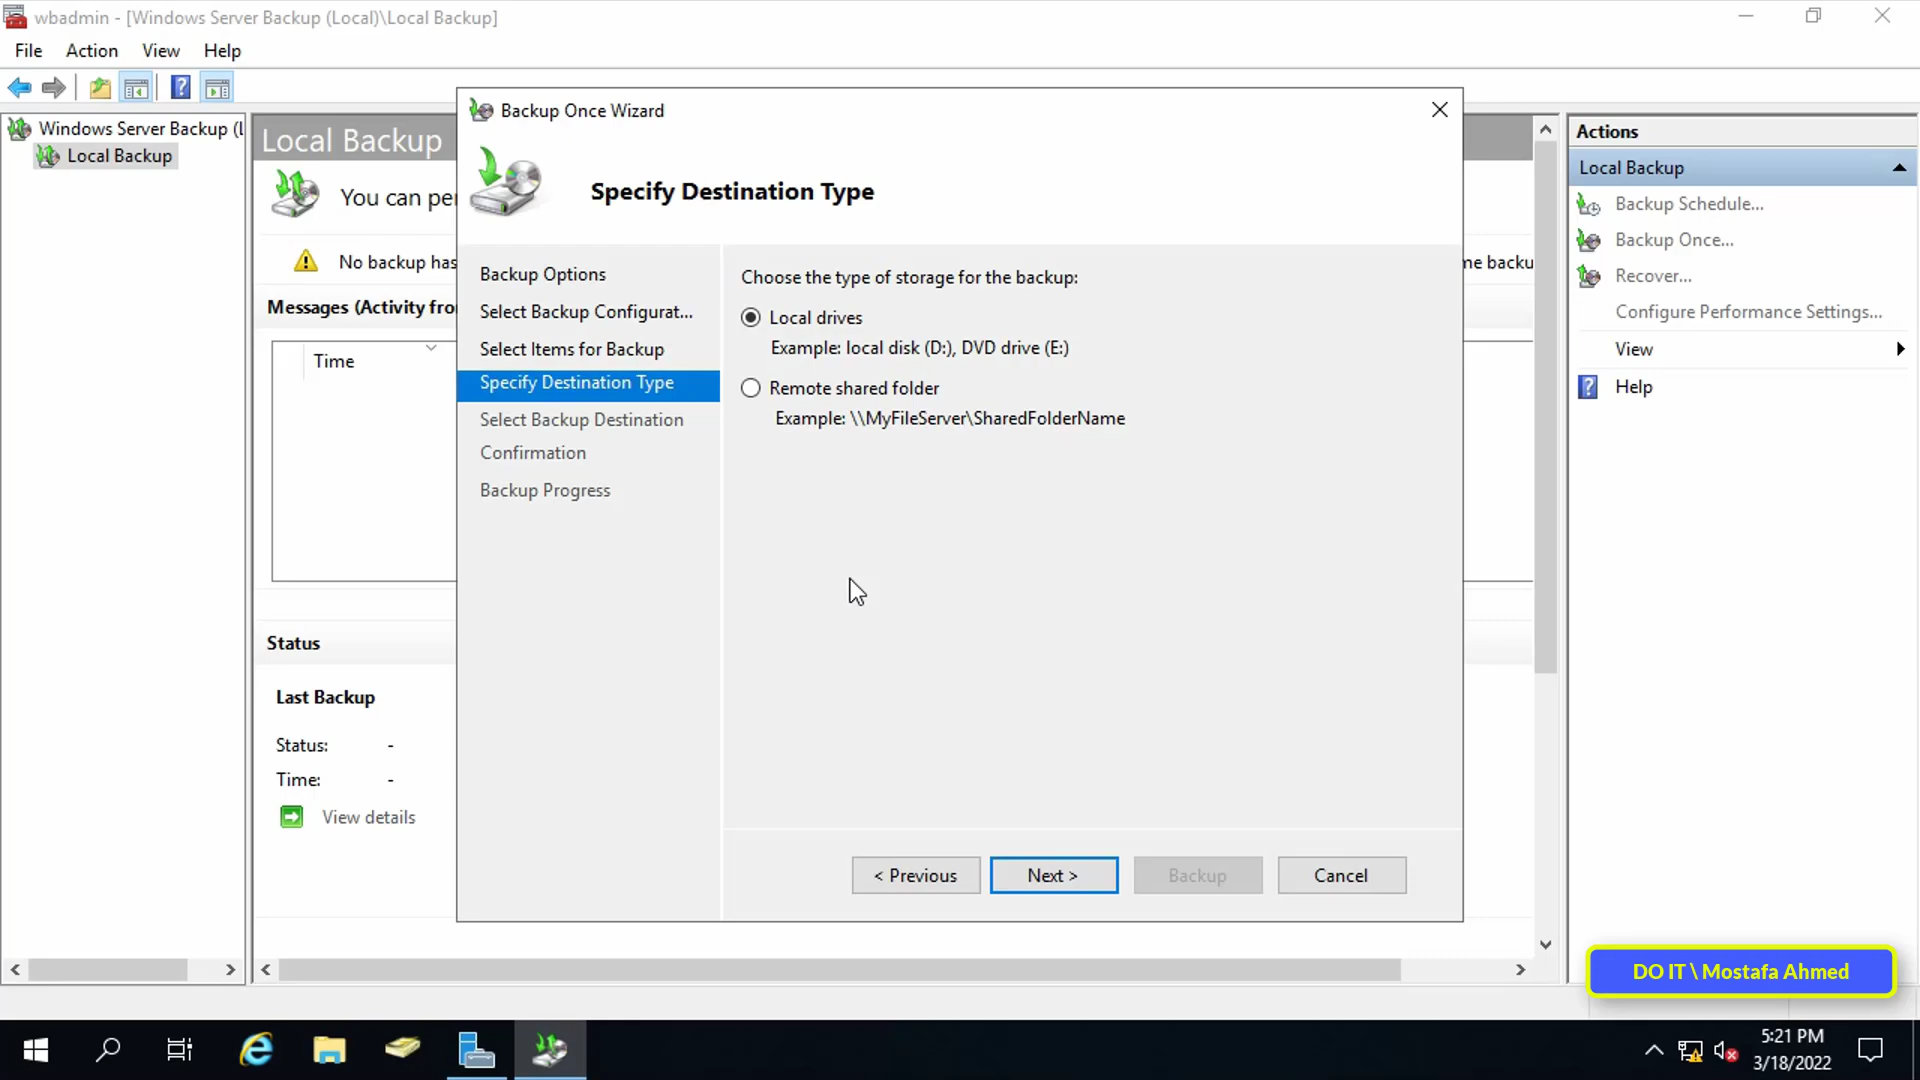 wbadmin - [Windows Server Backup (Local)\Local Backup]
File Action View Help
Windows Server Backup (L
Local Backup
Local Backup
You can per
No backup has
me backu
Messages (Activity fro
Time
Status
Last Backup
Status: -
Time: -
View details
Backup Once Wizard
Specify Destination Type
Backup Options
Select Backup Configurat...
Select Items for Backup
Specify Destination Type
Select Backup Destination
Confirmation
Backup Progress
Choose the type of storage for the backup:
Local drives
Example: local disk (D:), DVD drive (E:)
Remote shared folder
Example: \\MyFileServer\SharedFolderName
< Previous
Next >
Backup
Cancel
Actions
Local Backup
Backup Schedule...
Backup Once...
Recover...
Configure Performance Settings...
View
Help
DO IT \ Mostafa Ahmed
5:21 PM
3/18/2022